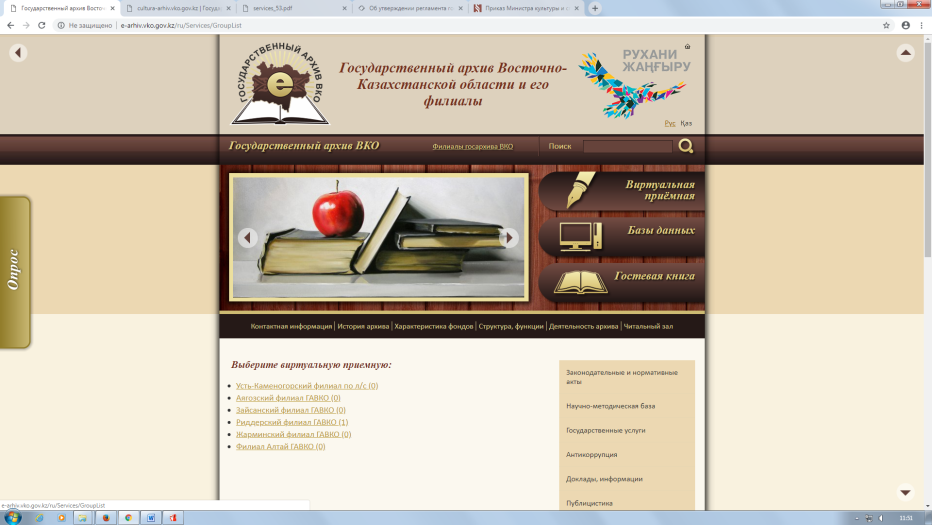 Государственный архив Восто
cultura-arhiv.vko.gov.kz | Госуд
services_53.pdf
Об утверждении регламента г
Приказ Министра культуры и с
Не защищено
e-arhiv.vko.gov.kz/ru/Services/GroupList
ГОСУДАРСТВЕННЫЙ АРХИВ ВКО
e
Государственный архив Восточно-
Казахстанской области и его
филиалы
РУХАНИ
ЖАҢҒЫРУ
Рус Қаз
Государственный архив ВКО
Филиалы госархива ВКО
Поиск
Виртуальная
приёмная
Базы данных
Гостевая книга
Опрос
Контактная информация | История архива | Характеристика фондов | Структура, функции | Деятельность архива | Читальный зал
Выберите виртуальную приемную:
Усть-Каменогорский филиал по л/с (0)
Аягозский филиал ГАВКО (0)
Зайсанский филиал ГАВКО (0)
Риддерский филиал ГАВКО (1)
Жарминский филиал ГАВКО (0)
Филиал Алтай ГАВКО (0)
Законодательные и нормативные
акты
Научно-методическая база
Государственные услуги
Антикоррупция
Доклады, информации
Публицистика
e-arhiv.vko.gov.kz/ru/Services/GroupList
11:51